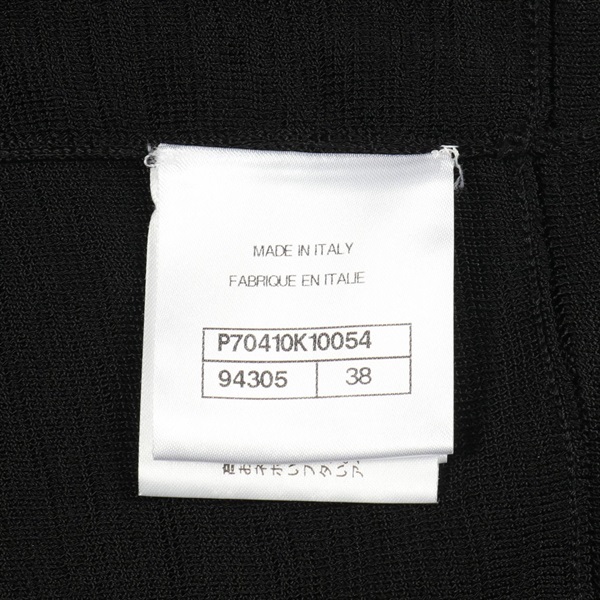 MADE IN ITALY
FABRIQUE EN ITALIE
P70410K10054
94305 38